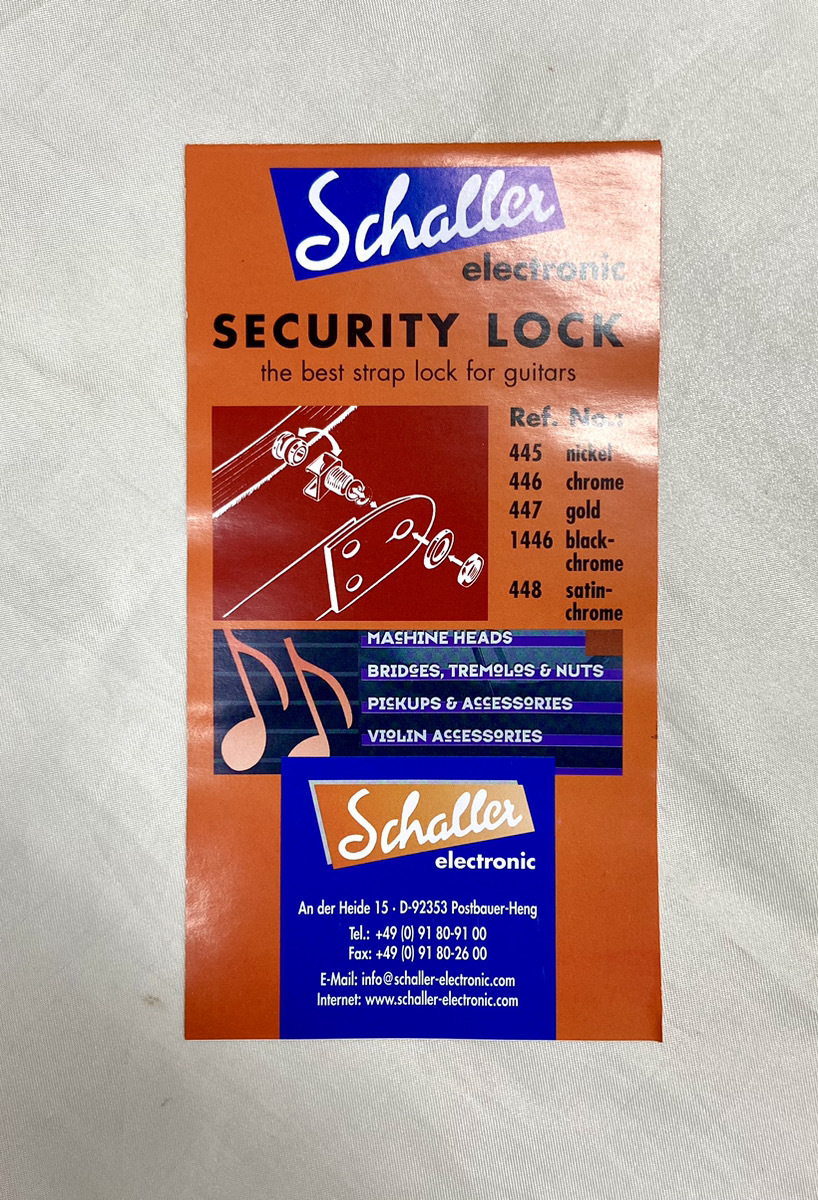 Schaller
electronic
SECURITY LOCK
the best strap lock for guitars
Ref. No.:
445 nickel
446 chrome
447 gold
1446 black-
chrome
448 satin-
chrome
MACHINE HEADS
BRIDGES, TREMOLOS & NUTS
PICKUPS & ACCESSORIES
VIOLIN ACCESSORIES
Schaller
electronic
An der Heide 15 · D-92353 Postbauer-Heng
Tel.: +49 (0) 91 80-91 00
Fax: +49 (0) 91 80-26 00
E-Mail: info@schaller-electronic.com
Internet: www.schaller-electronic.com